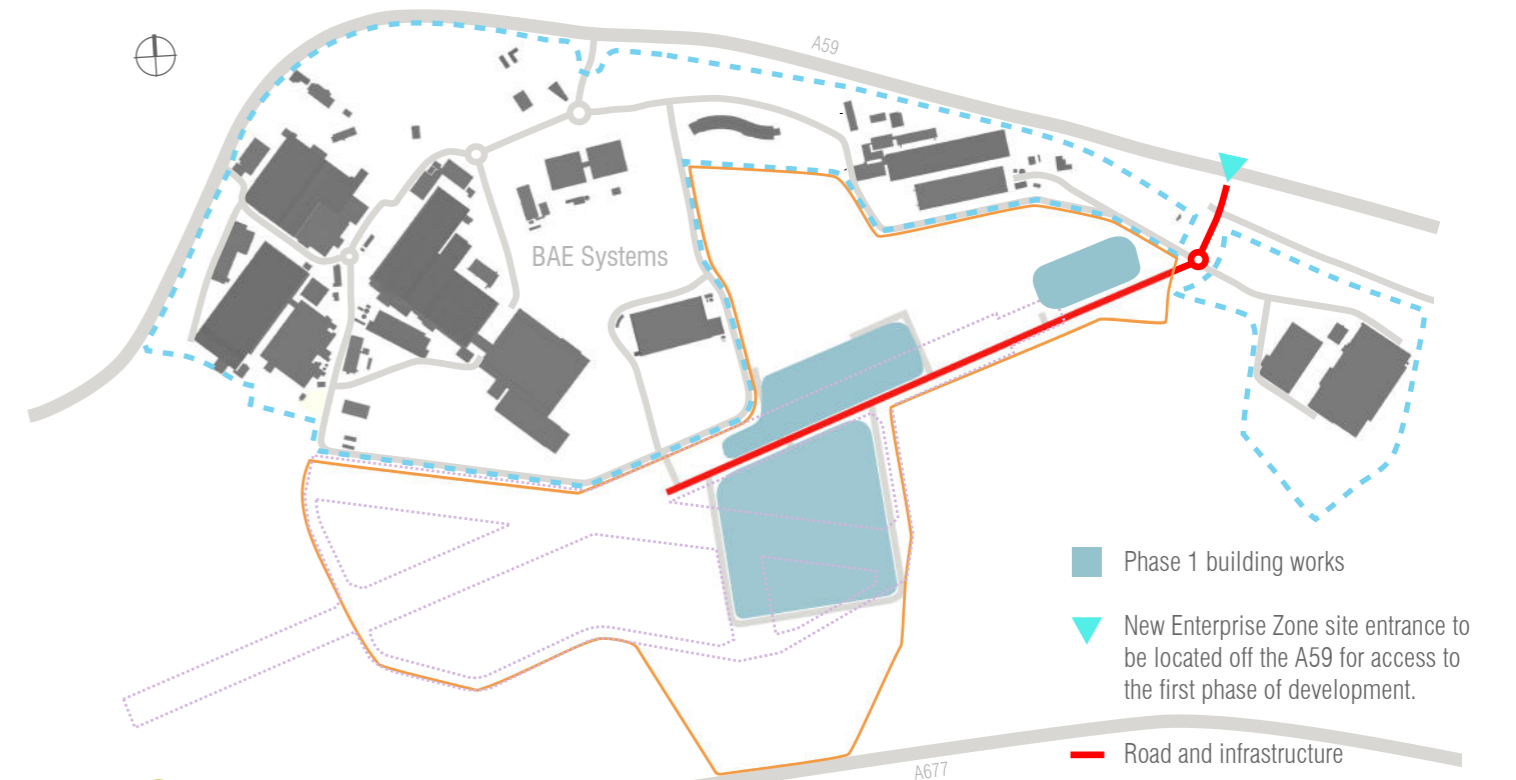 A59
BAE Systems
Phase 1 building works
New Enterprise Zone site entrance to
be located off the A59 for access to
the first phase of development.
Road and infrastructure
A677